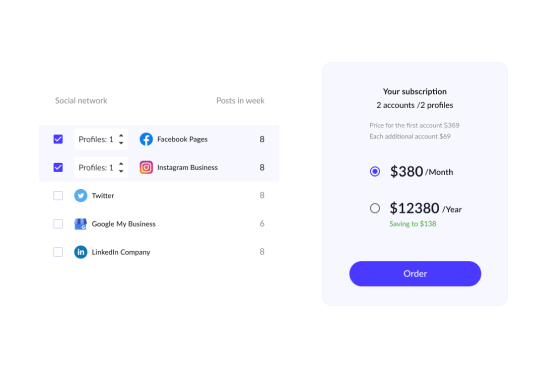 Social network Posts in week
Profiles: 1 Facebook Pages 8
Profiles: 1 Instagram Business 8
Twitter 8
Google My Business 6
in LinkedIn Company 8
Your subscription
2 accounts /2 profiles
Price for the first account $369
Each additional account $69
$380 /Month
$12380 /Year
Saving to $138
Order